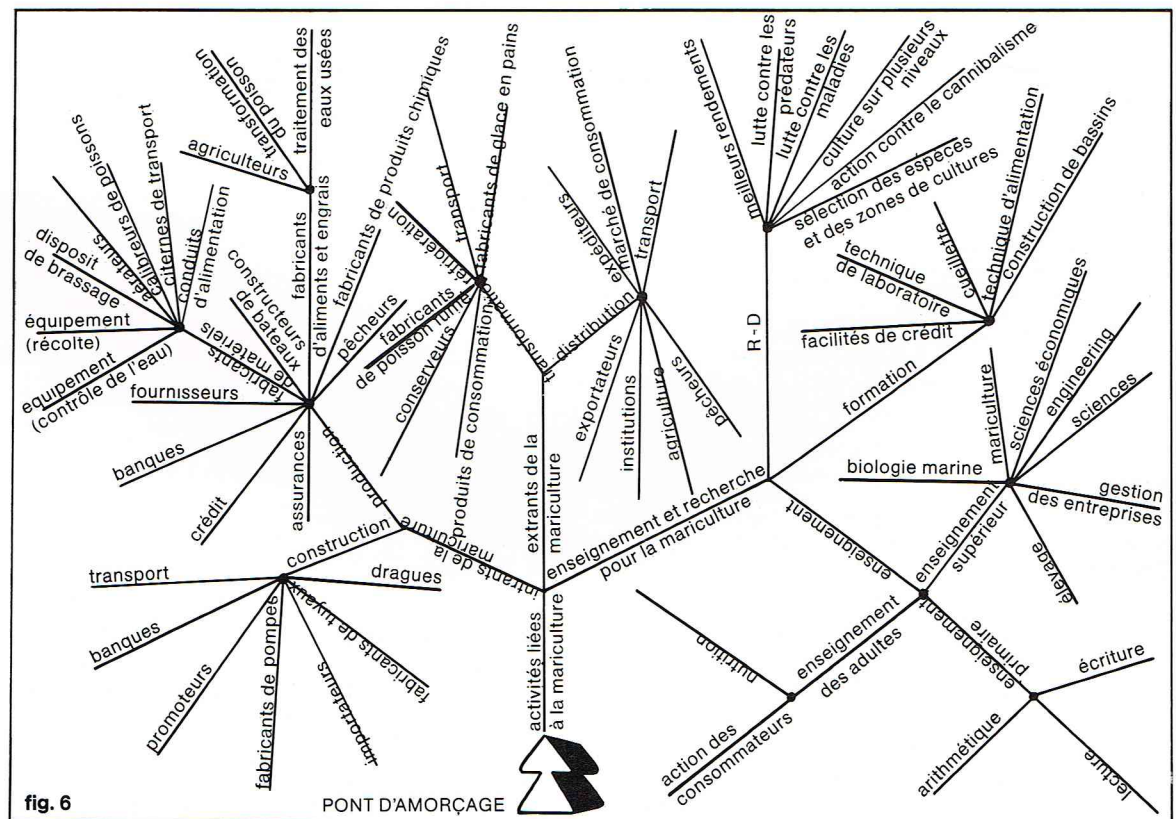 transformation
du poisson
agriculteurs
traitement des
eaux usées
fabricants
d'aliments et engrais
calibreurs de poissons
citernes de transport
conduits
d'alimentation
aérateurs
disposit
de brassage
équipement
(récolte)
equipement
(contrôle de l'eau)
fabricants
de matériels
constructeurs
de bateaux
fournisseurs
banques
crédit
assurances
production
fabricants de produits chimiques
pêcheurs
transport
fabricants de glace en pains
réfrigération
fabricants
de poisson fumé
conserveurs
produits de consommation
transformation
distribution
expéditeurs
marché de consommation
transport
exportateurs
institutions
agriculture
pêcheurs
meilleurs rendements
lutte contre les
prédateurs
lutte contre les
maladies
culture sur plusieurs
niveaux
action contre le cannibalisme
sélection des espèces
et des zones de cultures
R-D
cueillette
technique d'alimentation
construction de bassins
technique
de laboratoire
facilités de crédit
formation
mariculture
sciences économiques
engineering
sciences
biologie marine
gestion
des entreprises
élevage
enseignement
supérieur
enseignement
enseignement et recherche
pour la mariculture
extrants de la
mariculture
intrants de la
mariculture
construction
transport
banques
promoteurs
fabricants de pompes
importateurs
fabricants de tuyaux
dragues
activités liées
à la mariculture
nutrition
enseignement
des adultes
action des
consommateurs
enseignement
primaire
écriture
arithmétique
lecture
fig. 6
PONT D'AMORÇAGE